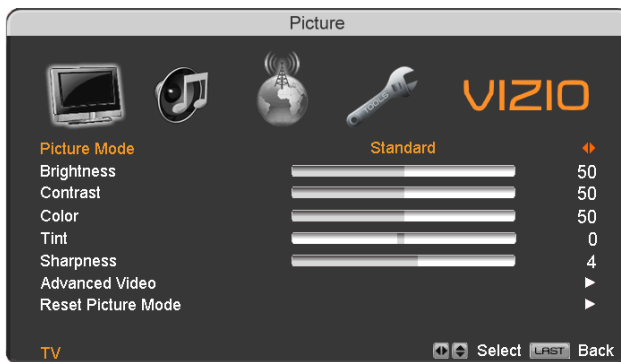 Picture
TOOLS
VIZIO
Picture Mode Standard
Brightness 50
Contrast 50
Color 50
Tint 0
Sharpness 4
Advanced Video
Reset Picture Mode
TV Select LAST Back